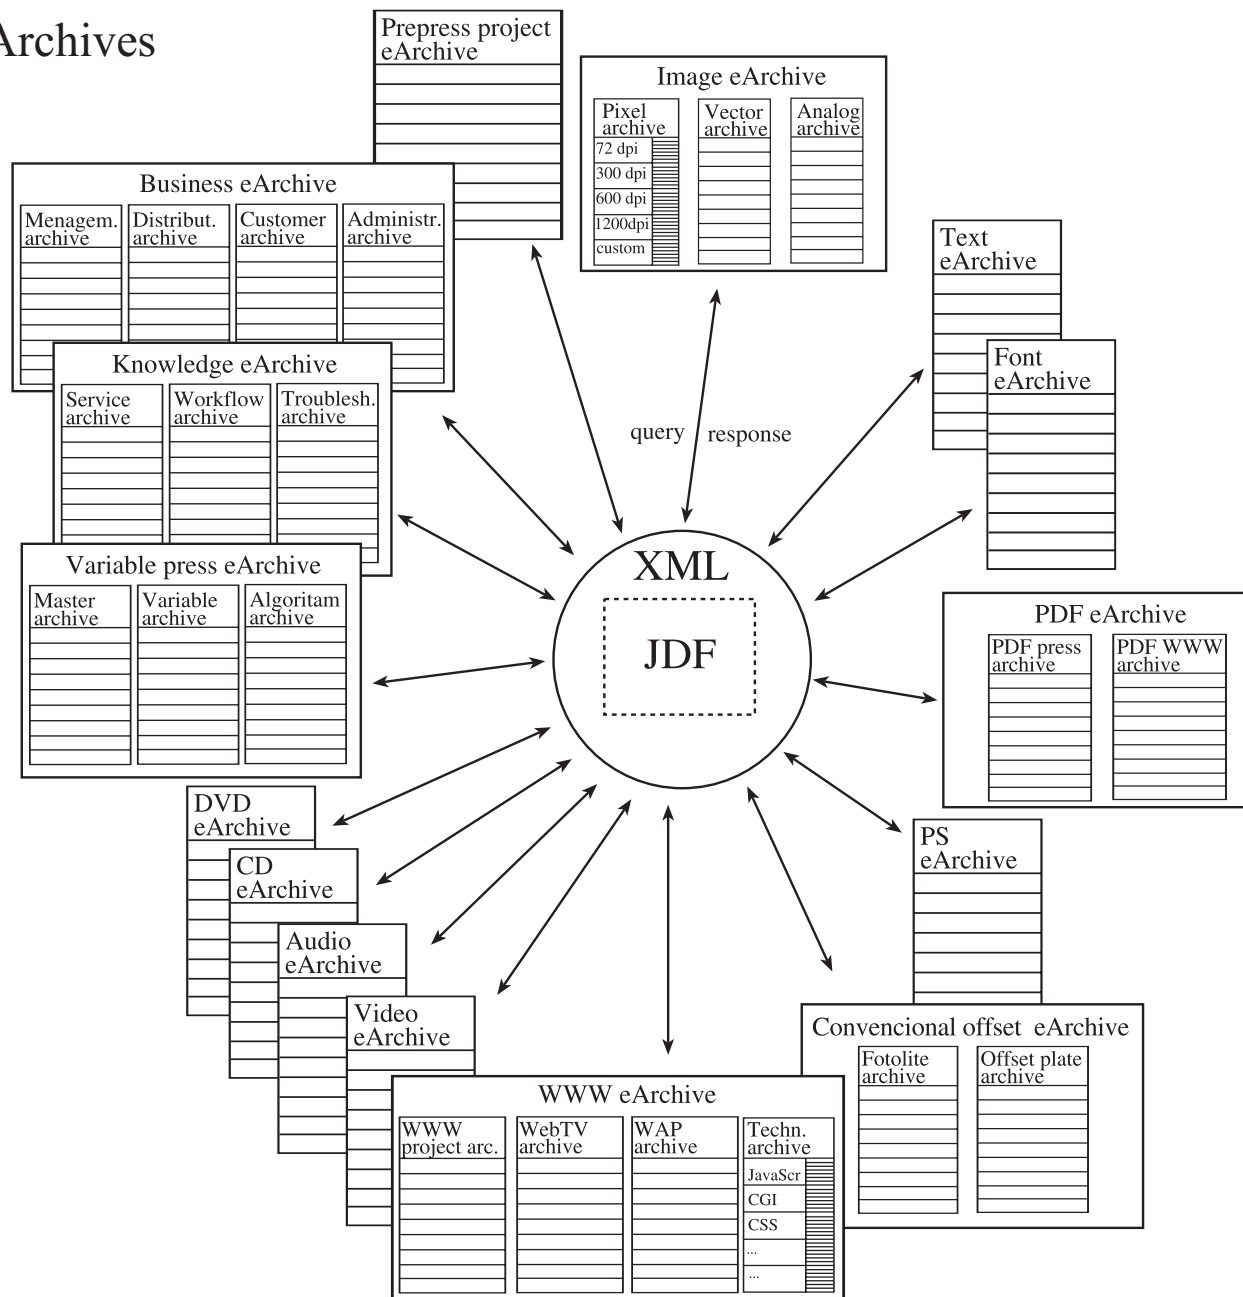 Archives
Prepress project
eArchive
Image eArchive
Pixel
archive
72 dpi
300 dpi
600 dpi
1200dpi
custom
Vector
archive
Analog
archive
Business eArchive
Menagem.
archive
Distribut.
archive
Customer
archive
Administr.
archive
Text
eArchive
Font
eArchive
Knowledge eArchive
Service
archive
Workflow
archive
Troublesh.
archive
query
response
XML
JDF
Variable press eArchive
Master
archive
Variable
archive
Algoritam
archive
PDF eArchive
PDF press
archive
PDF WWW
archive
DVD
eArchive
CD
eArchive
Audio
eArchive
Video
eArchive
PS
eArchive
Convencional offset eArchive
Fotolite
archive
Offset plate
archive
WWW eArchive
WWW
project arc.
WebTV
archive
WAP
archive
Techn.
archive
JavaScr
CGI
CSS
...
...